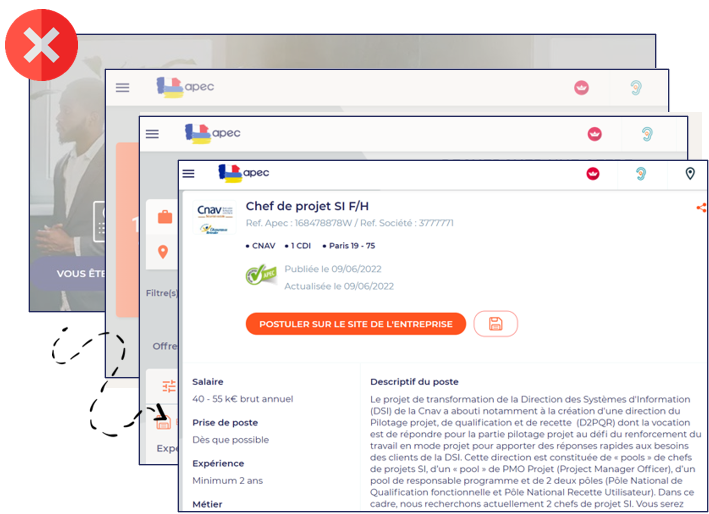 VOUS ÊTE
apec
1
apec
Filtre(s)
Offre
Expé
apec
Cnav
Chef de projet SI F/H
Ref. Apec : 168478878W / Ref. Société : 3777771
• CNAV • 1 CDI • Paris 19 - 75
APEC
Publiée le 09/06/2022
Actualisée le 09/06/2022
POSTULER SUR LE SITE DE L'ENTREPRISE
Salaire
40 - 55 k€ brut annuel
Prise de poste
Dès que possible
Expérience
Minimum 2 ans
Métier
Descriptif du poste
Le projet de transformation de la Direction des Systèmes d'Information
(DSI) de la Cnav a abouti notamment à la création d'une direction du
Pilotage projet, de qualification et de recette (D2PQR) dont la vocation
est de répondre pour la partie pilotage projet au défi du renforcement du
travail en mode projet pour apporter des réponses rapides aux besoins
des clients de la DSI. Cette direction est constituée de « pools » de chefs
de projets SI, d'un « pool » de PMO Projet (Project Manager Officer), d'un
pool de responsable programme et de 2 deux pôles (Pôle National de
Qualification fonctionnelle et Pôle National Recette Utilisateur). Dans ce
cadre, nous recherchons actuellement 2 chefs de projet SI. Vous serez